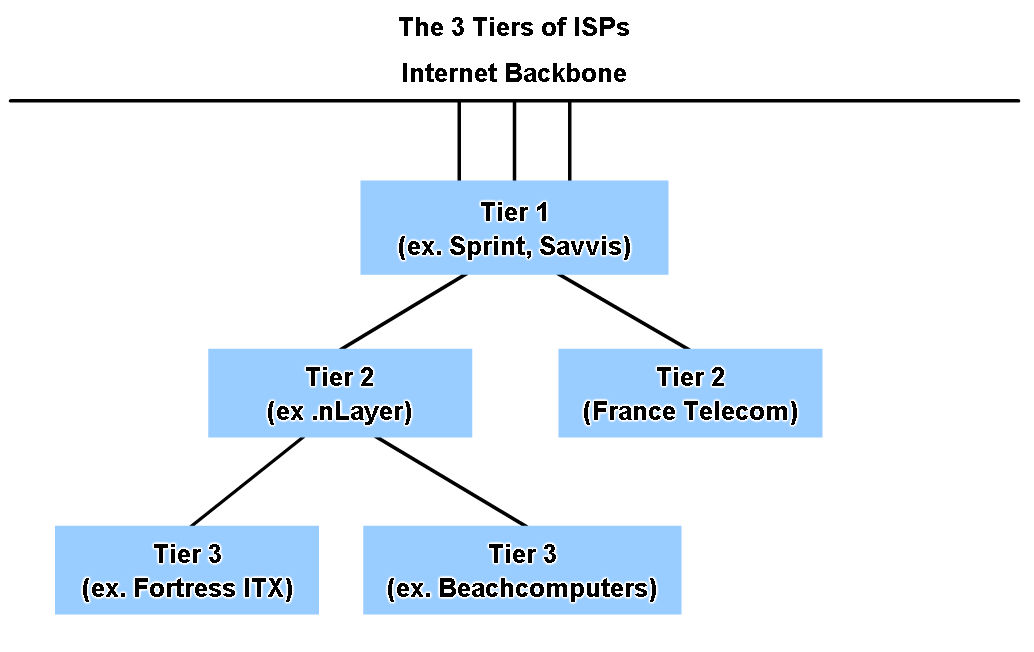 The 3 Tiers of ISPs
Internet Backbone
Tier 1
(ex. Sprint, Savvis)
Tier 2
(ex .nLayer)
Tier 2
(France Telecom)
Tier 3
(ex. Fortress ITX)
Tier 3
(ex. Beachcomputers)